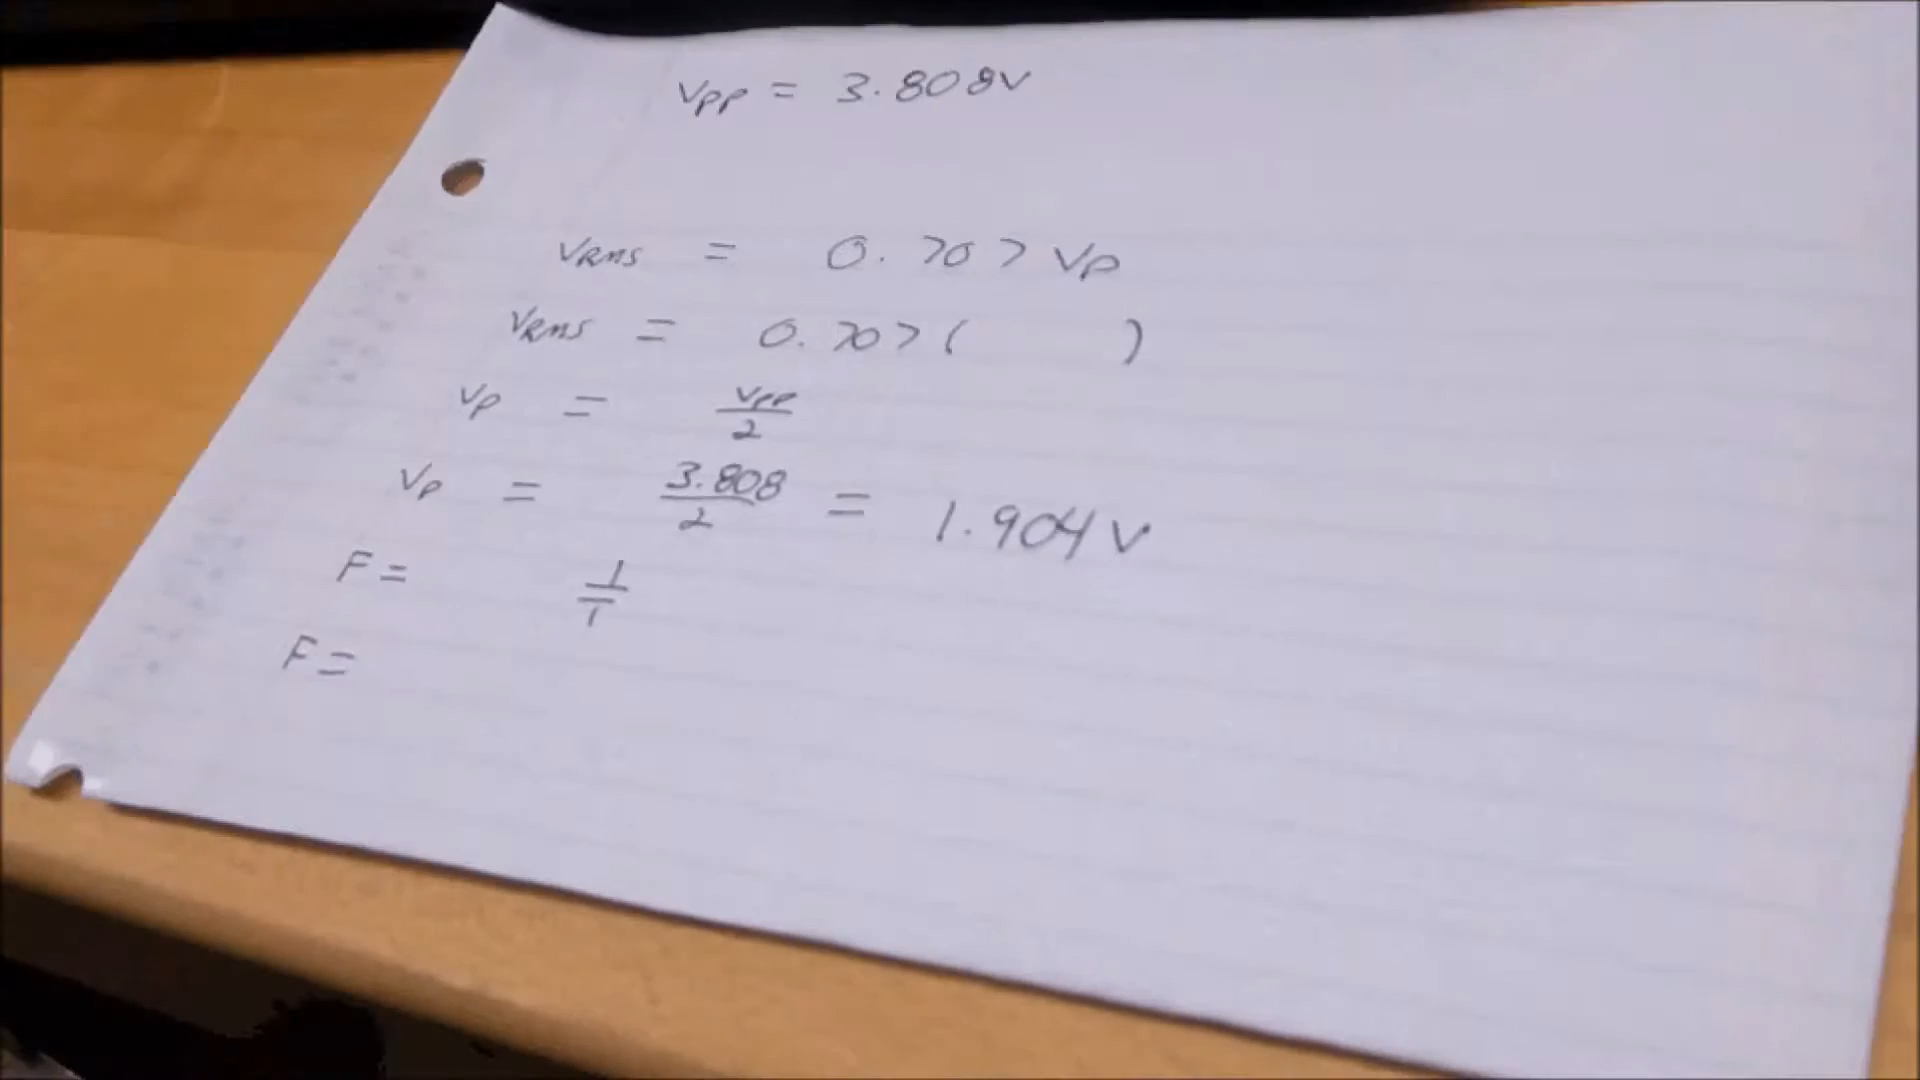 VPP = 3.808V
VRMS = 0.707 VP
VRMS = 0.707 ( )
VP = VPP/2
VP = 3.808/2 = 1.904 V
F = 1/T
F =